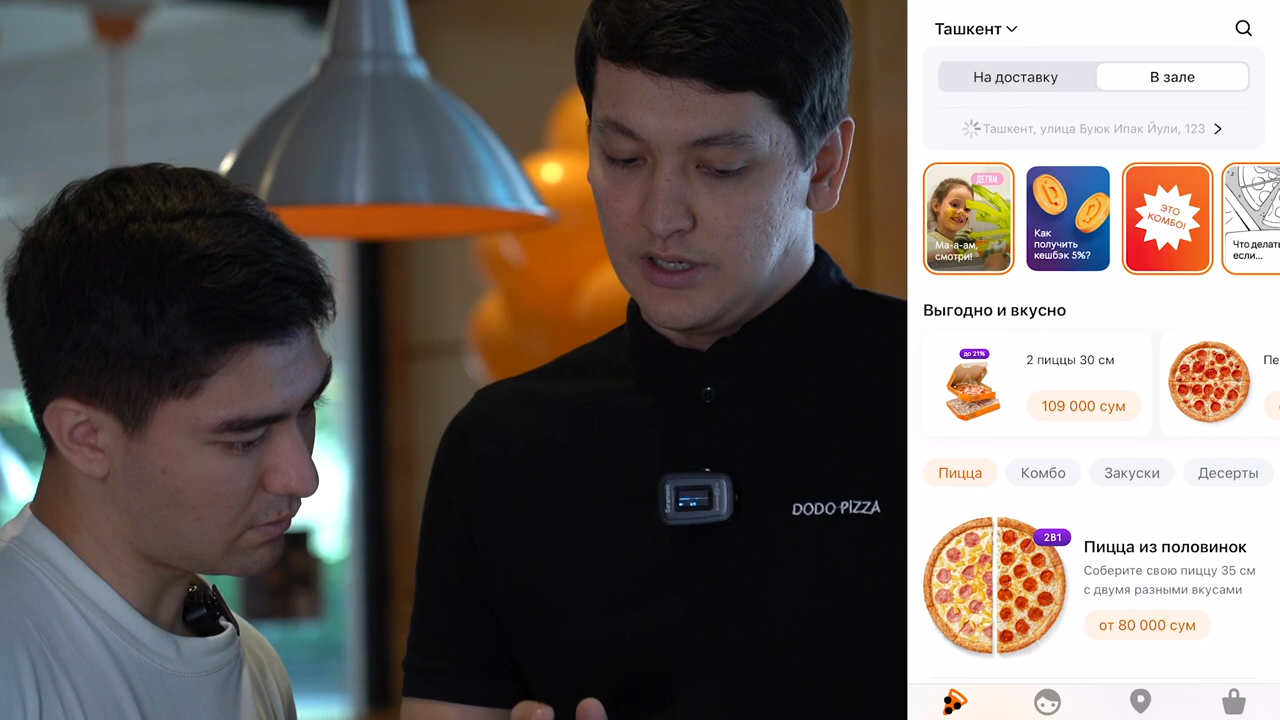 DODO PIZZA
Ташкент
На доставку
В зале
Ташкент, улица Буюк Ипак Йули, 123
ДЕТЯМ
Ма-а-ам,
смотри!
Как
получить
кешбэк 5%?
ЭТО
КОМБО!
Что делать
если...
Выгодно и вкусно
до 21%
2 пиццы 30 см
109 000 сум
Пе
Пицца
Комбо
Закуски
Десерты
2В1
Пицца из половинок
Соберите свою пиццу 35 см
с двумя разными вкусами
от 80 000 сум